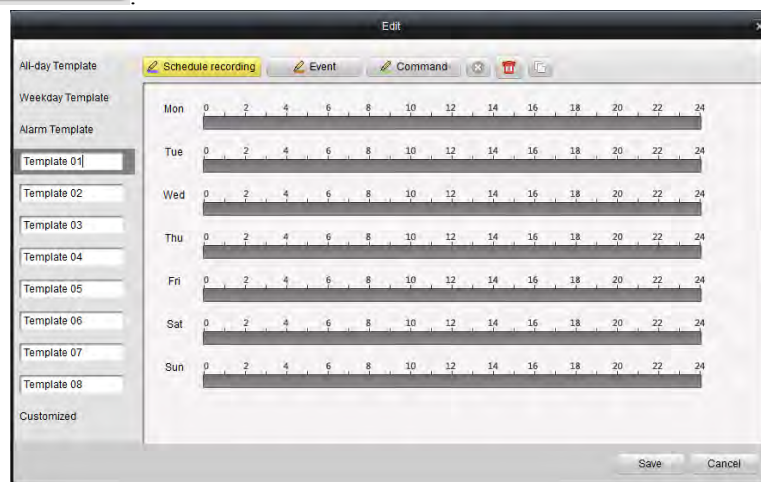 Edit
All-day Template
Weekday Template
Alarm Template
Template 01
Template 02
Template 03
Template 04
Template 05
Template 06
Template 07
Template 08
Customized
Schedule recording Event Command
Mon 0 2 4 6 8 10 12 14 16 18 20 22 24
Tue 0 2 4 6 8 10 12 14 16 18 20 22 24
Wed 0 2 4 6 8 10 12 14 16 18 20 22 24
Thu 0 2 4 6 8 10 12 14 16 18 20 22 24
Fri 0 2 4 6 8 10 12 14 16 18 20 22 24
Sat 0 2 4 6 8 10 12 14 16 18 20 22 24
Sun 0 2 4 6 8 10 12 14 16 18 20 22 24
Save Cancel